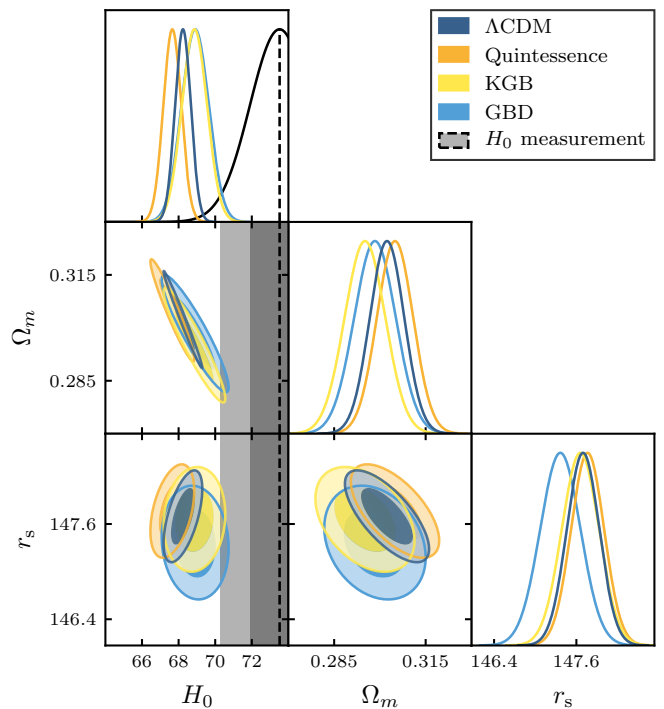 ΛCDM
Quintessence
KGB
GBD
H₀ measurement
0.315
0.285
Ωₘ
147.6
146.4
rₛ
66 68 70 72
0.285 0.315
146.4 147.6
H₀ Ωₘ rₛ